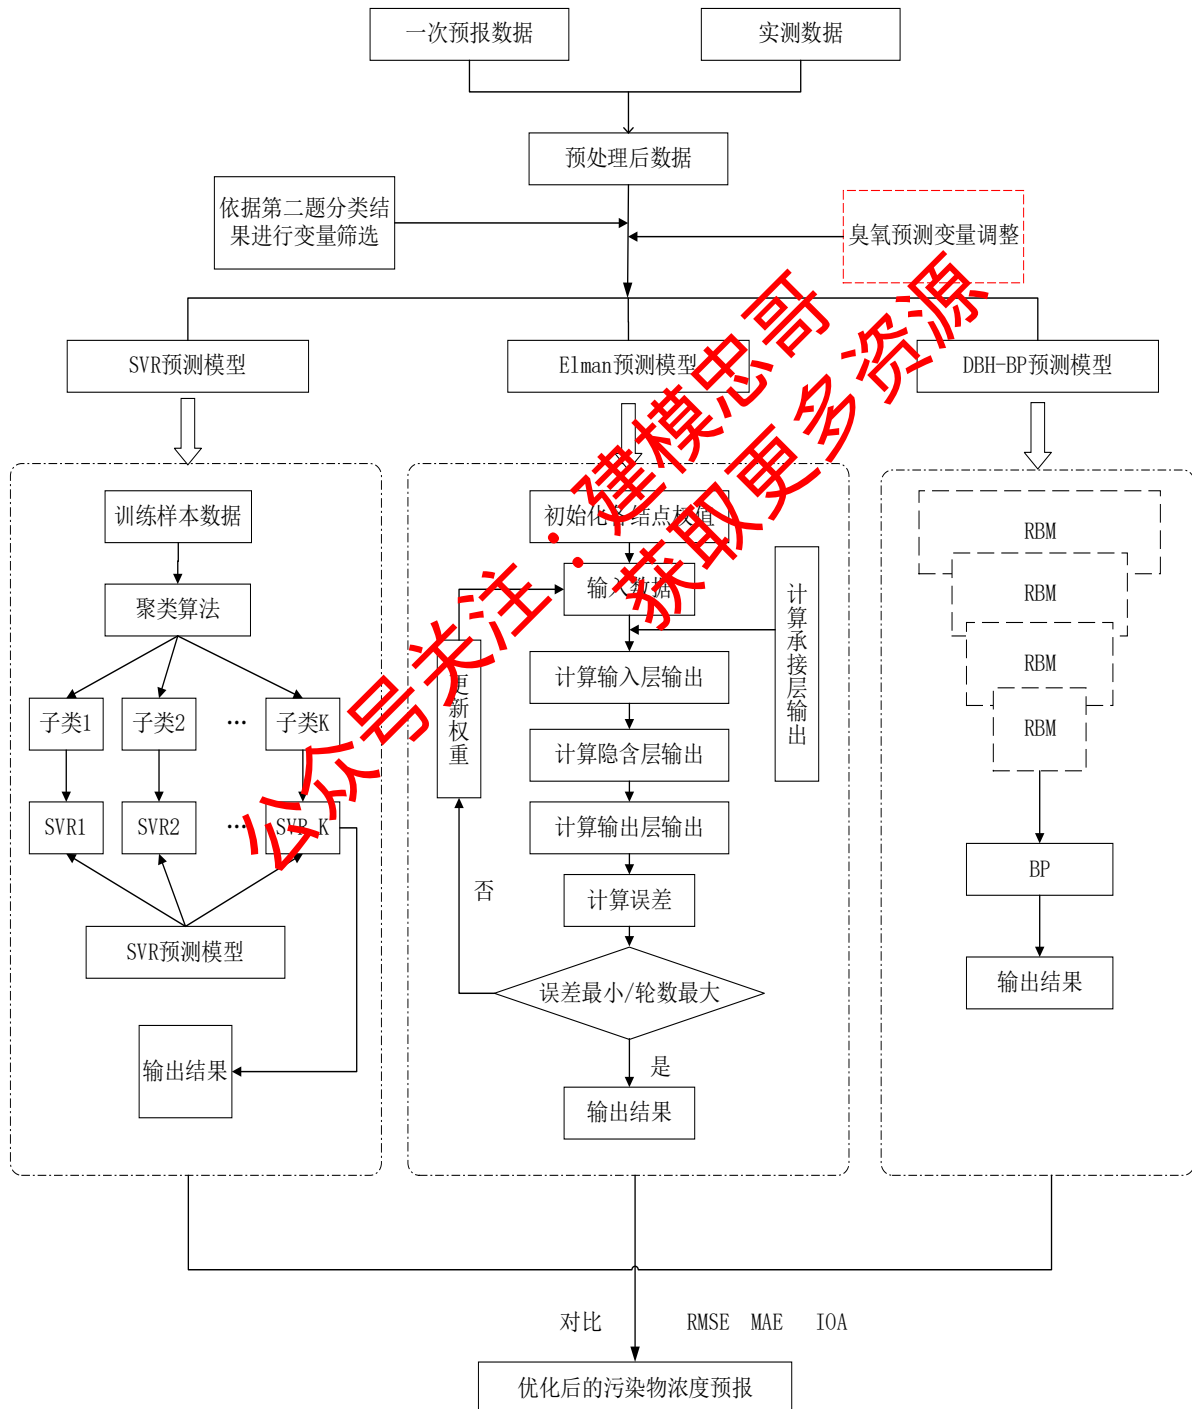 一次预报数据
实测数据
预处理后数据
依据第二题分类结
果进行变量筛选
臭氧预测变量调整
SVR预测模型
Elman预测模型
DBH-BP预测模型
训练样本数据
聚类算法
子类1
子类2
…
子类K
SVR1
SVR2
…
SVR K
SVR预测模型
输出结果
初始化各结点权值
输入数据
计算承接层输出
更新权重
计算输入层输出
计算隐含层输出
计算输出层输出
计算误差
否
误差最小/轮数最大
是
输出结果
RBM
RBM
RBM
RBM
BP
输出结果
对比 RMSE MAE IOA
优化后的污染物浓度预报
公众号关注：建模忠哥
获取更多资源